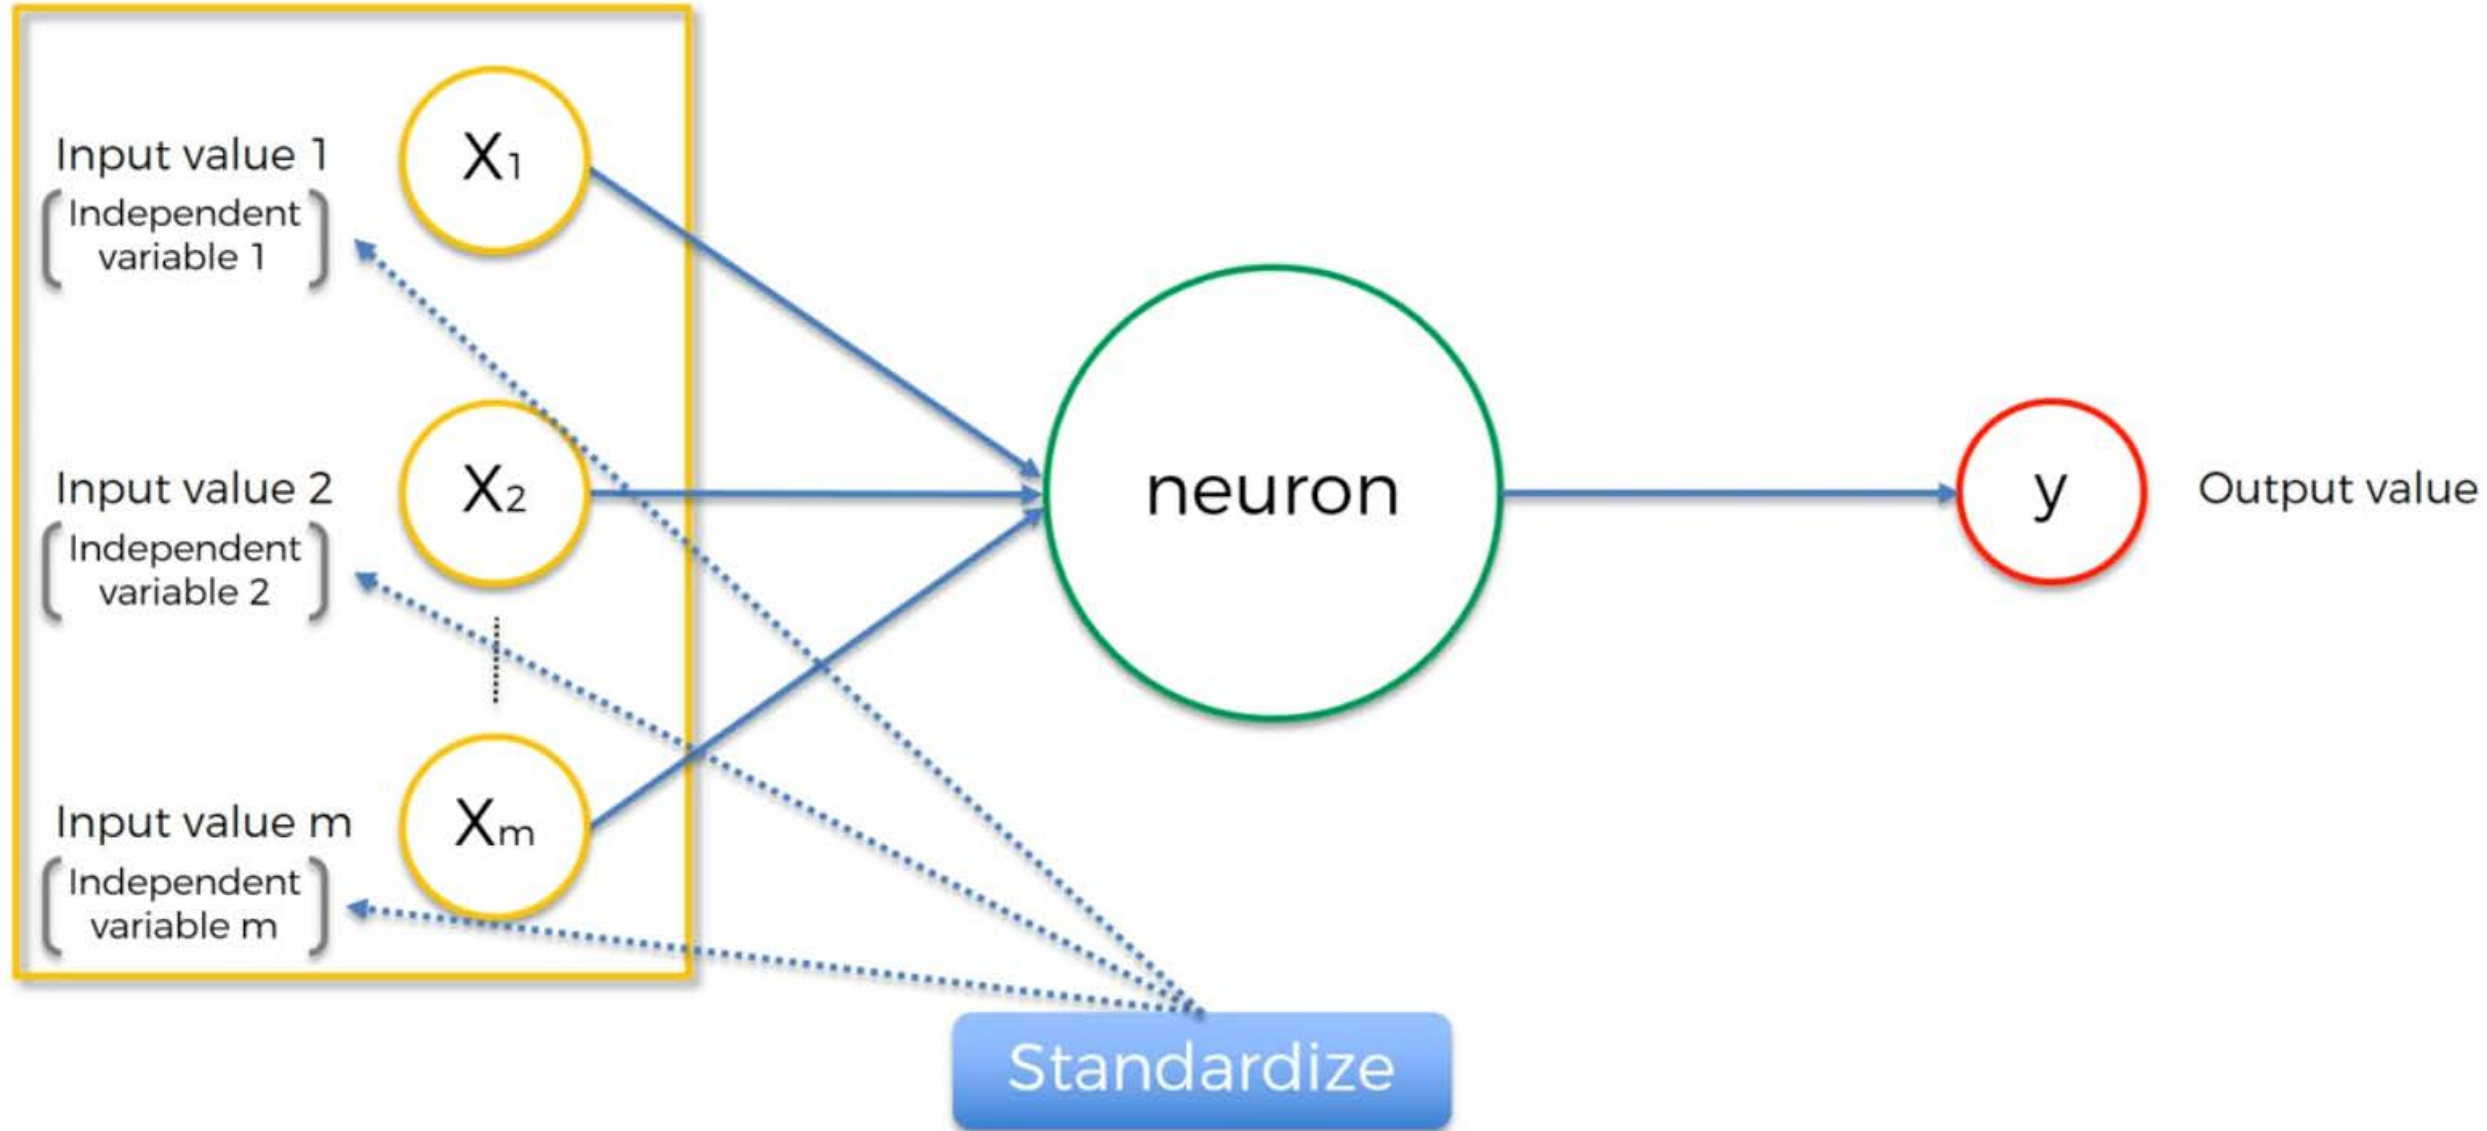 Input value 1
Independent
variable 1
X1
Input value 2
Independent
variable 2
X2
Input value m
Independent
variable m
Xm
neuron
y
Output value
Standardize